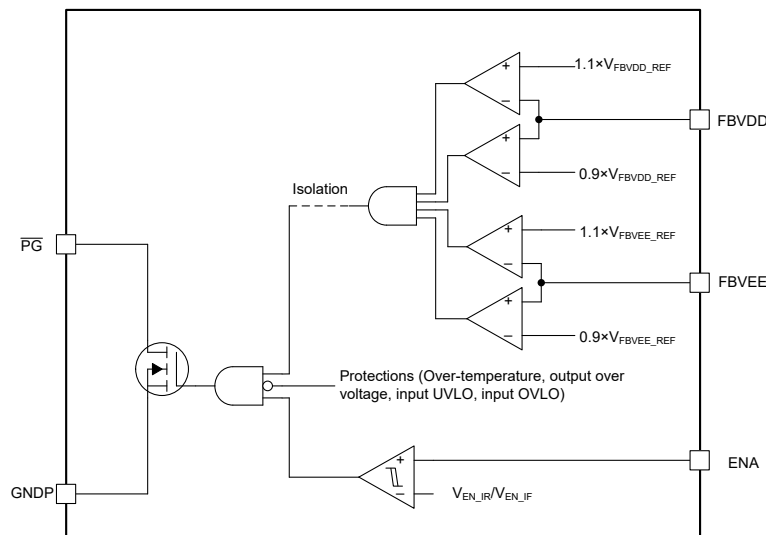 1.1×VFBVDD_REF
+
−
FBVDD
+
−
0.9×VFBVDD_REF
Isolation
PG
+
1.1×VFBVEE_REF
−
FBVEE
+
−
0.9×VFBVEE_REF
Protections (Over-temperature, output over
voltage, input UVLO, input OVLO)
+
ENA
GNDP
−
VEN_IR/VEN_IF